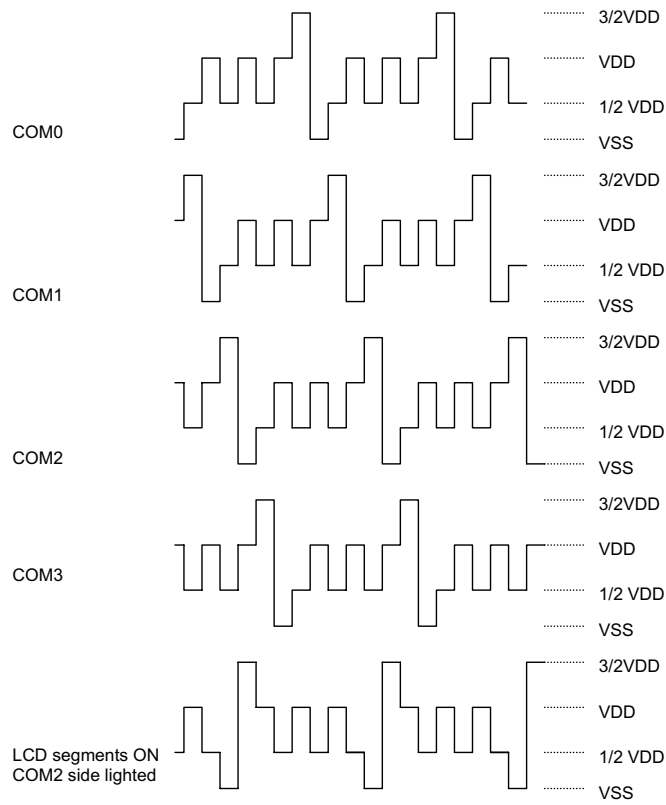 3/2VDD
VDD
1/2 VDD
COM0
VSS
3/2VDD
VDD
1/2 VDD
COM1
VSS
3/2VDD
VDD
1/2 VDD
COM2
VSS
3/2VDD
VDD
COM3
1/2 VDD
VSS
3/2VDD
VDD
LCD segments ON
1/2 VDD
COM2 side lighted
VSS